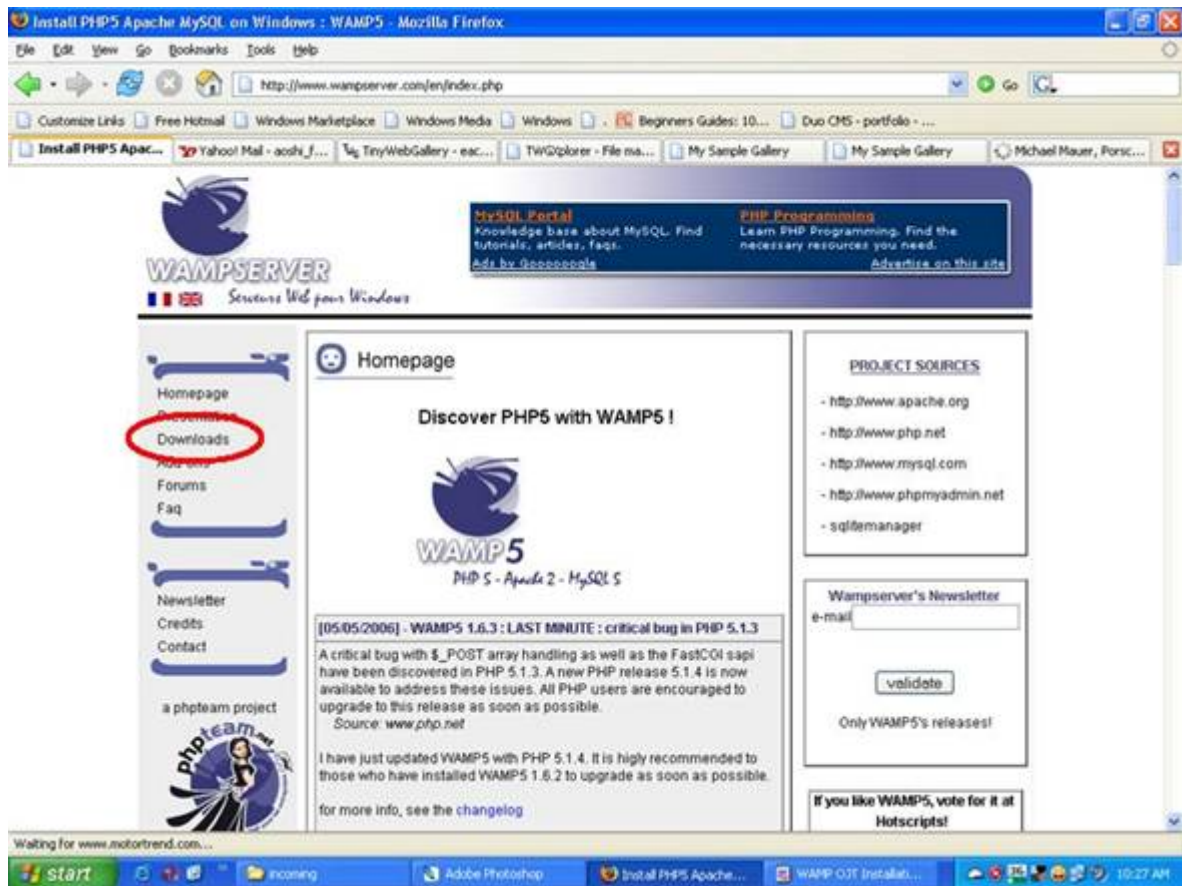 Install PHP5 Apache MySQL on Windows : WAMP5 - Mozilla Firefox
File Edit View Go Bookmarks Tools Help
http://www.wampserver.com/en/index.php
Go
Customize Links Free Hotmail Windows Marketplace Windows Media Windows . Beginners Guides: 10... Duo CMS - portfolio - ...
Install PHP5 Apac... Yahoo! Mail - aoshi_f... TinyWebGallery - eac... TWGXplorer - File ma... My Sample Gallery My Sample Gallery Michael Mauer, Porsc...
WAMPSERVER
Serveurs Web pour Windows
MySQL Portal
Knowledge base about MySQL. Find
tutorials, articles, faqs.
Ads by Goooooogle
PHP Programming
Learn PHP Programming. Find the
necessary resources you need.
Advertise on this site
Homepage
Presentation
Downloads
Add-ons
Forums
Faq
Newsletter
Credits
Contact
a phpteam project
phpteam.net
Homepage
Discover PHP5 with WAMP5 !
WAMP5
PHP 5 - Apache 2 - MySQL 5
[05/05/2006] - WAMP5 1.6.3 : LAST MINUTE : critical bug in PHP 5.1.3
A critical bug with $_POST array handling as well as the FastCGI sapi
have been discovered in PHP 5.1.3. A new PHP release 5.1.4 is now
available to address these issues. All PHP users are encouraged to
upgrade to this release as soon as possible.
Source: www.php.net
I have just updated WAMP5 with PHP 5.1.4. It is higly recommended to
those who have installed WAMP5 1.6.2 to upgrade as soon as possible.
for more info, see the changelog
PROJECT SOURCES
- http://www.apache.org
- http://www.php.net
- http://www.mysql.com
- http://www.phpmyadmin.net
- sqlitemanager
Wampserver's Newsletter
e-mail
validate
Only WAMP5's releases!
If you like WAMP5, vote for it at
Hotscripts!
Waiting for www.motortrend.com...
start incoming Adobe Photoshop Install PHP5 Apache... WAMP OJT Installati... 10:27 AM